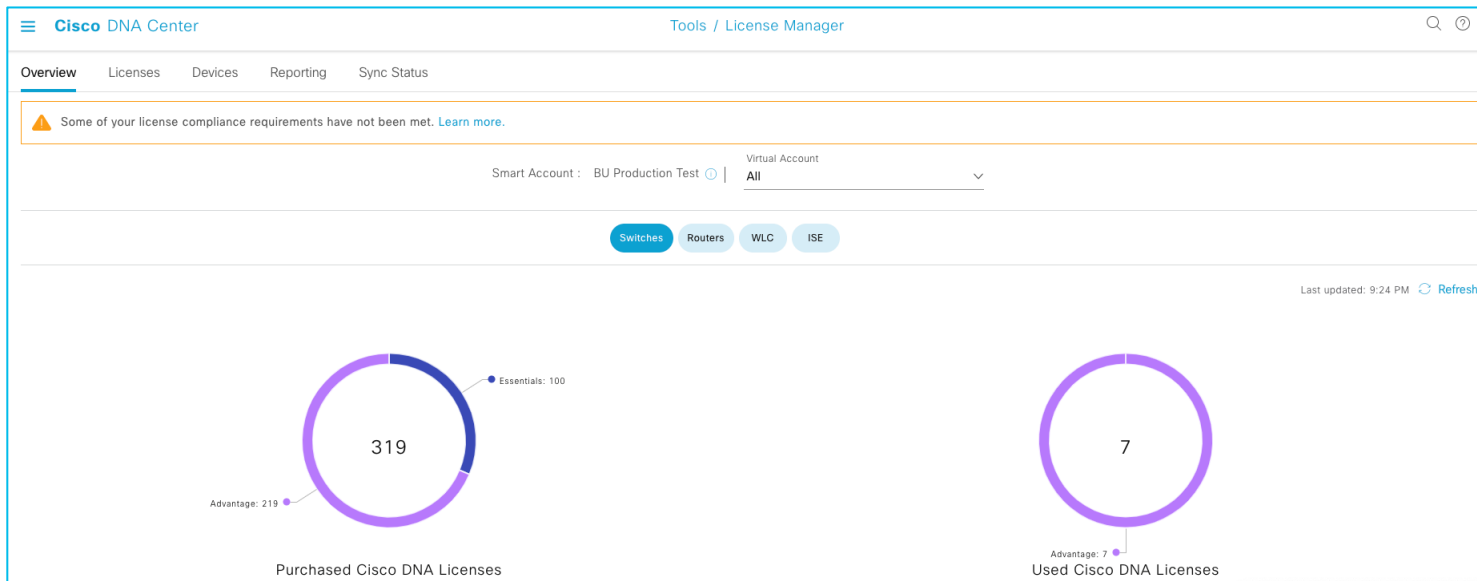 Cisco DNA Center
Tools / License Manager
Overview Licenses Devices Reporting Sync Status
Some of your license compliance requirements have not been met. Learn more.
Virtual Account
Smart Account : BU Production Test All
Switches Routers WLC ISE
Last updated: 9:24 PM Refresh
Essentials: 100
319
7
Advantage: 219
Advantage: 7
Purchased Cisco DNA Licenses
Used Cisco DNA Licenses